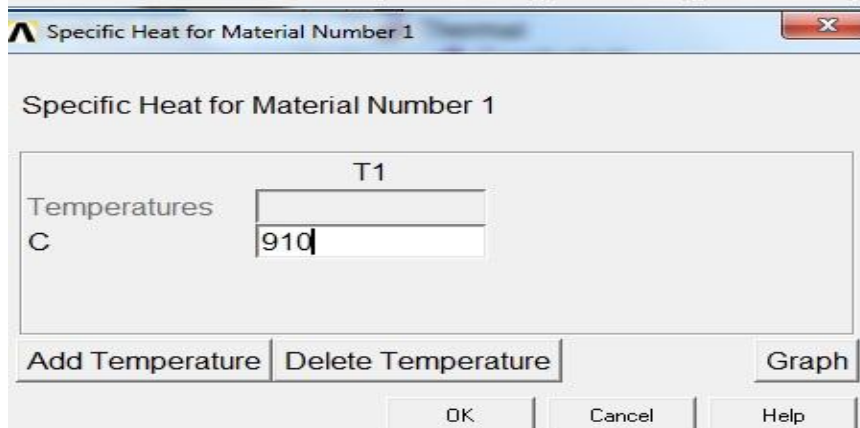 Specific Heat for Material Number 1
Specific Heat for Material Number 1
T1
Temperatures
C 910
Add Temperature Delete Temperature Graph
OK Cancel Help